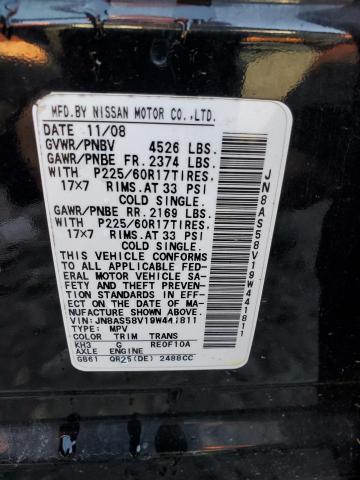 MFD.BY NISSAN MOTOR CO.,LTD.
DATE 11/08
GVWR/PNBV 4526 LBS.
GAWR/PNBE FR. 2374 LBS.
WITH P225/60R17TIRES,
17×7 RIMS.AT 33 PSI
COLD SINGLE.
GAWR/PNBE RR. 2169 LBS.
WITH P225/60R17TIRES,
17×7 RIMS.AT 33 PSI
COLD SINGLE.
THIS VEHICLE CONFORMS
TO ALL APPLICABLE FED-
ERAL MOTOR VEHICLE SA-
FETY AND THEFT PREVENTION
STANDARDS IN EFFECT
ON THE DATE OF MA-
NUFACTURE SHOWN ABOVE.
VIN:JN8AS58V19W441811
TYPE: MPV
COLOR TRIM TRANS
KH3 G RE0F10A
AXLE ENGINE
GB61 QR25(DE) 2488CC
JN8AS58V19W441811